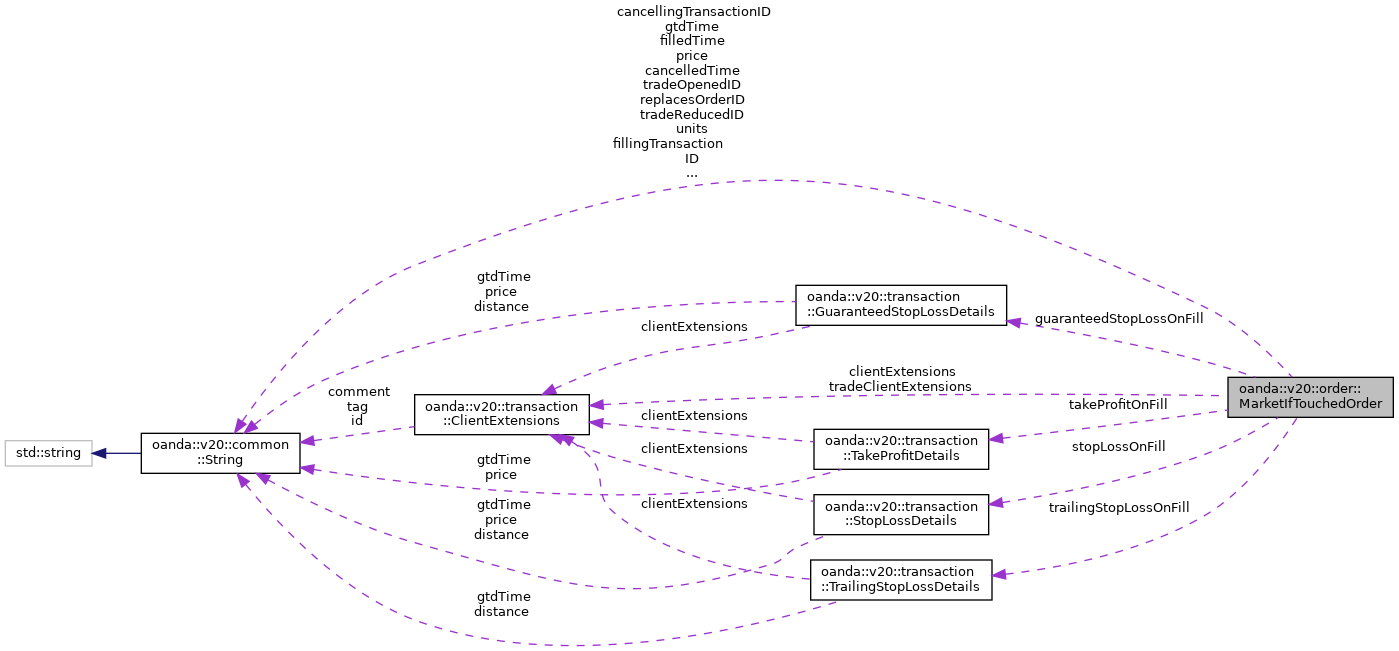 cancellingTransactionID
gtdTime
filledTime
price
cancelledTime
tradeOpenedID
replacesOrderID
tradeReducedID
units
fillingTransaction
ID
...
gtdTime
price
distance
oanda::v20::transaction
::GuaranteedStopLossDetails
guaranteedStopLossOnFill
clientExtensions
clientExtensions
tradeClientExtensions
oanda::v20::order::
MarketIfTouchedOrder
comment
tag
id
oanda::v20::transaction
::ClientExtensions
takeProfitOnFill
clientExtensions
std::string
oanda::v20::common
::String
oanda::v20::transaction
::TakeProfitDetails
stopLossOnFill
clientExtensions
gtdTime
price
oanda::v20::transaction
::StopLossDetails
clientExtensions
trailingStopLossOnFill
gtdTime
price
distance
oanda::v20::transaction
::TrailingStopLossDetails
gtdTime
distance